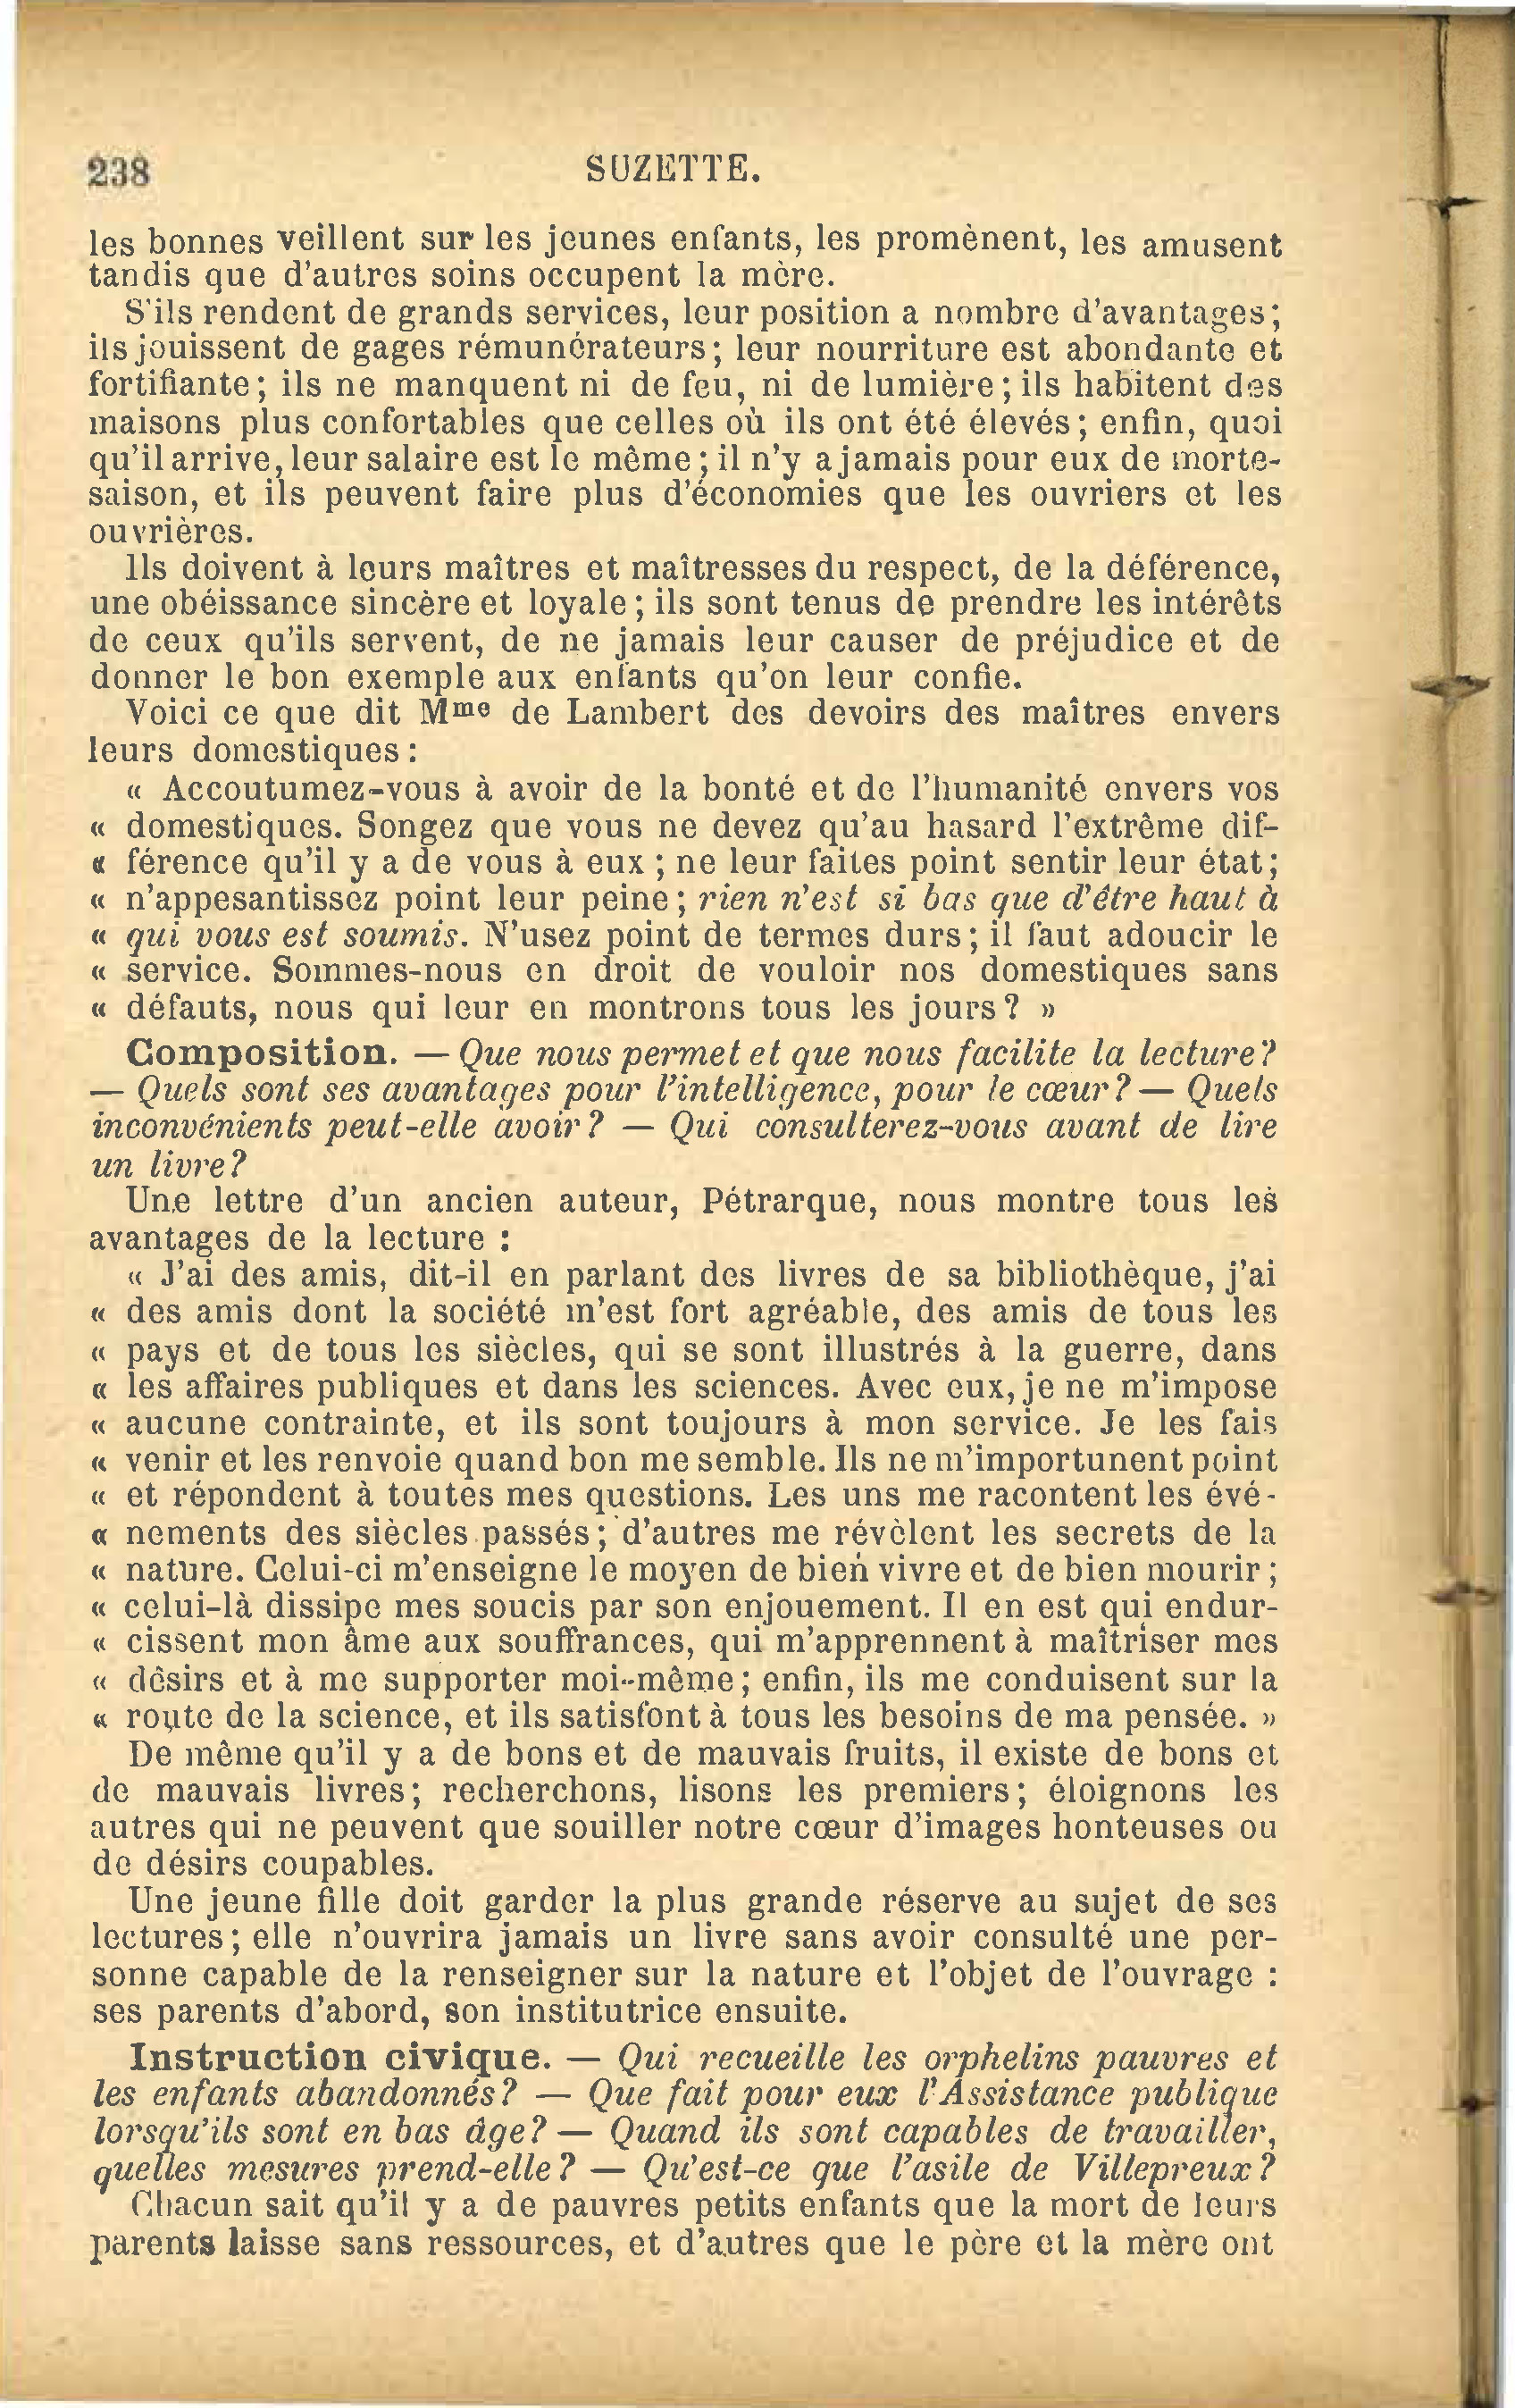 238
SUZETTE.
les bonnes veillent sur les jeunes enfants, les promènent, les amusent
tandis que d'autres soins occupent la mère.
S'ils rendent de grands services, leur position a nombre d'avantages;
ils jouissent de gages rémunérateurs; leur nourriture est abondante et
fortifiante; ils ne manquent ni de feu, ni de lumière; ils habitent des
maisons plus confortables que celles où ils ont été élevés; enfin, quoi
qu'il arrive, leur salaire est le même; il n'y a jamais pour eux de morte-
saison, et ils peuvent faire plus d'économies que les ouvriers et les
ouvrières.
Ils doivent à leurs maîtres et maîtresses du respect, de la déférence,
une obéissance sincère et loyale; ils sont tenus de prendre les intérêts
de ceux qu'ils servent, de ne jamais leur causer de préjudice et de
donner le bon exemple aux enfants qu'on leur confie.
Voici ce que dit Mme de Lambert des devoirs des maîtres envers
leurs domestiques:
« Accoutumez-vous à avoir de la bonté et de l'humanité envers vos
« domestiques. Songez que vous ne devez qu'au hasard l'extrême dif-
« férence qu'il y a de vous à eux; ne leur faites point sentir leur état;
« n'appesantissez point leur peine; rien n'est si bas que d'être haut à
« qui vous est soumis. N'usez point de termes durs; il faut adoucir le
« service. Sommes-nous en droit de vouloir nos domestiques sans
« défauts, nous qui leur en montrons tous les jours? »
Composition. — Que nous permet et que nous facilite la lecture?
— Quels sont ses avantages pour l'intelligence, pour le cœur? — Quels
inconvénients peut-elle avoir? — Qui consulterez-vous avant de lire
un livre?
Une lettre d'un ancien auteur, Pétrarque, nous montre tous les
avantages de la lecture :
« J'ai des amis, dit-il en parlant des livres de sa bibliothèque, j'ai
« des amis dont la société m'est fort agréable, des amis de tous les
« pays et de tous les siècles, qui se sont illustrés à la guerre, dans
« les affaires publiques et dans les sciences. Avec eux, je ne m'impose
« aucune contrainte, et ils sont toujours à mon service. Je les fais
« venir et les renvoie quand bon me semble. Ils ne m'importunent point
« et répondent à toutes mes questions. Les uns me racontent les évé-
« nements des siècles passés; d'autres me révèlent les secrets de la
« nature. Celui-ci m'enseigne le moyen de bien vivre et de bien mourir;
« celui-là dissipe mes soucis par son enjouement. Il en est qui endur-
« cissent mon âme aux souffrances, qui m'apprennent à maîtriser mes
« désirs et à me supporter moi-même; enfin, ils me conduisent sur la
« route de la science, et ils satisfont à tous les besoins de ma pensée. »
De même qu'il y a de bons et de mauvais fruits, il existe de bons et
de mauvais livres; recherchons, lisons les premiers; éloignons les
autres qui ne peuvent que souiller notre cœur d'images honteuses ou
de désirs coupables.
Une jeune fille doit garder la plus grande réserve au sujet de ses
lectures; elle n'ouvrira jamais un livre sans avoir consulté une per-
sonne capable de la renseigner sur la nature et l'objet de l'ouvrage :
ses parents d'abord, son institutrice ensuite.
Instruction civique. — Qui recueille les orphelins pauvres et
les enfants abandonnés? — Que fait pour eux l'Assistance publique
lorsqu'ils sont en bas âge? — Quand ils sont capables de travailler,
quelles mesures prend-elle? — Qu'est-ce que l'asile de Villepreux?
Chacun sait qu'il y a de pauvres petits enfants que la mort de leurs
parents laisse sans ressources, et d'autres que le père et la mère ont